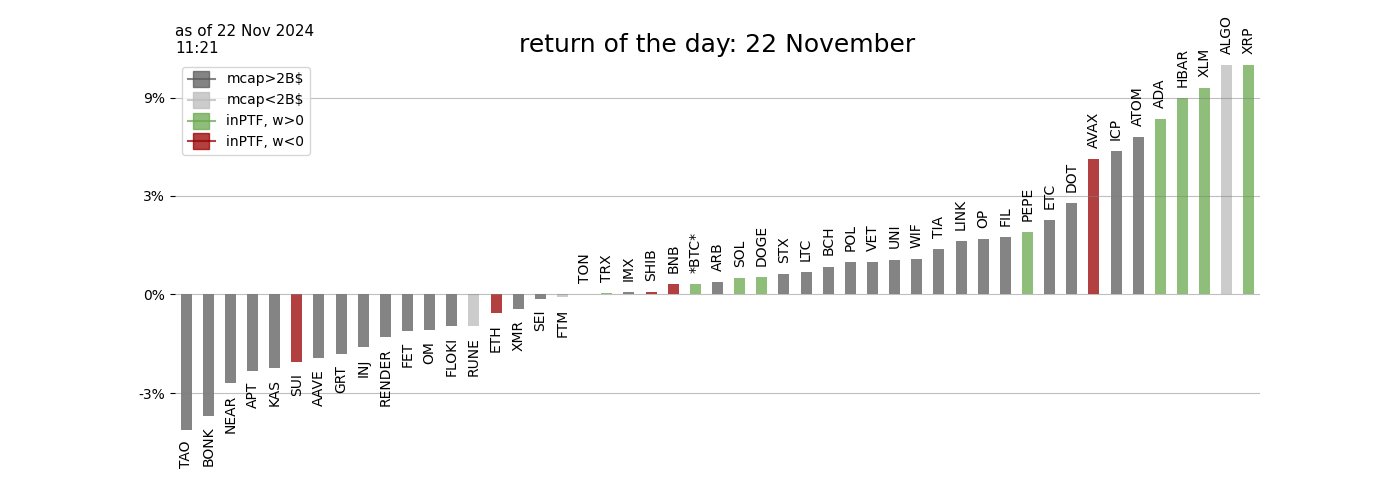 as of 22 Nov 2024
11:21
return of the day: 22 November
mcap>2B$
mcap<2B$
inPTF, w>0
inPTF, w<0
9%
3%
0%
-3%
TAO
BONK
NEAR
APT
KAS
SUI
AAVE
GRT
INJ
RENDER
FET
OM
FLOKI
RUNE
ETH
XMR
SEI
FTM
TON
TRX
IMX
SHIB
BNB
*BTC*
ARB
SOL
DOGE
STX
LTC
BCH
POL
VET
UNI
WIF
TIA
LINK
OP
FIL
PEPE
ETC
DOT
AVAX
ICP
ATOM
ADA
HBAR
XLM
ALGO
XRP